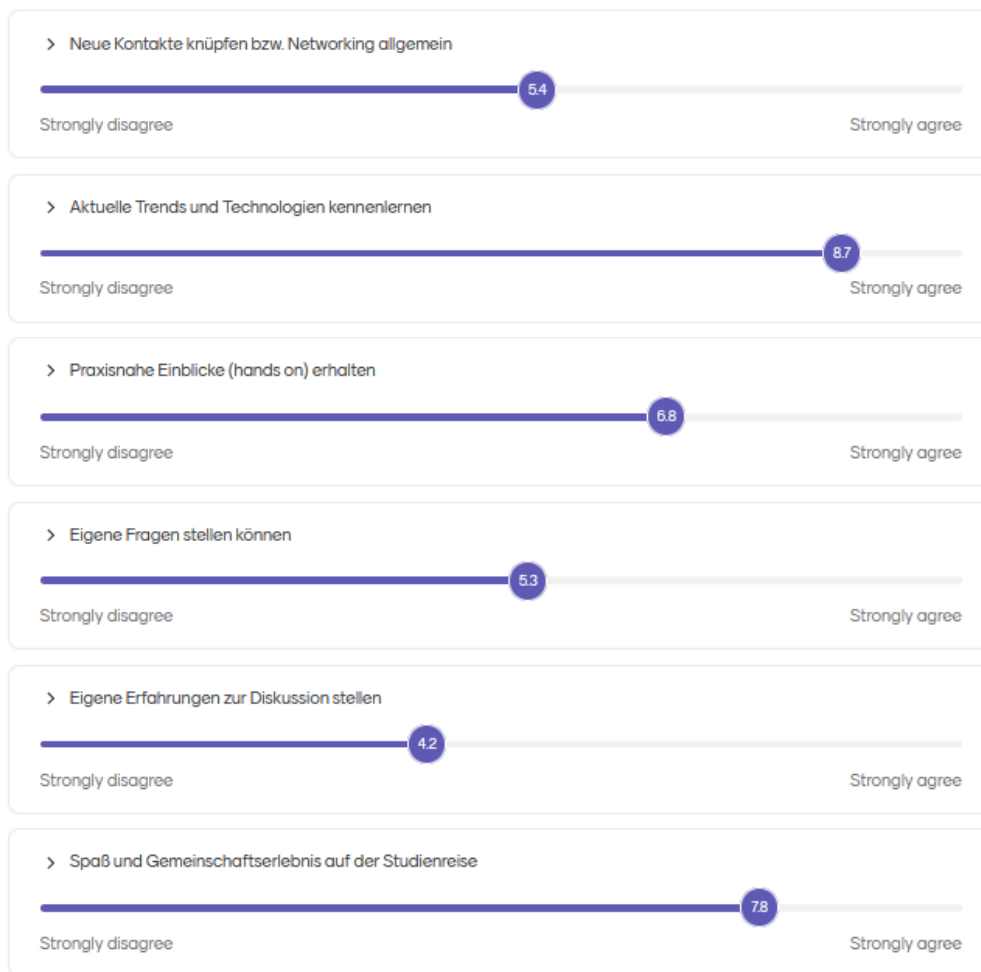 Neue Kontakte knüpfen bzw. Networking allgemein
5.4
Strongly disagree Strongly agree
Aktuelle Trends und Technologien kennenlernen
8.7
Strongly disagree Strongly agree
Praxisnahe Einblicke (hands on) erhalten
6.8
Strongly disagree Strongly agree
Eigene Fragen stellen können
5.3
Strongly disagree Strongly agree
Eigene Erfahrungen zur Diskussion stellen
4.2
Strongly disagree Strongly agree
Spaß und Gemeinschaftserlebnis auf der Studienreise
7.8
Strongly disagree Strongly agree